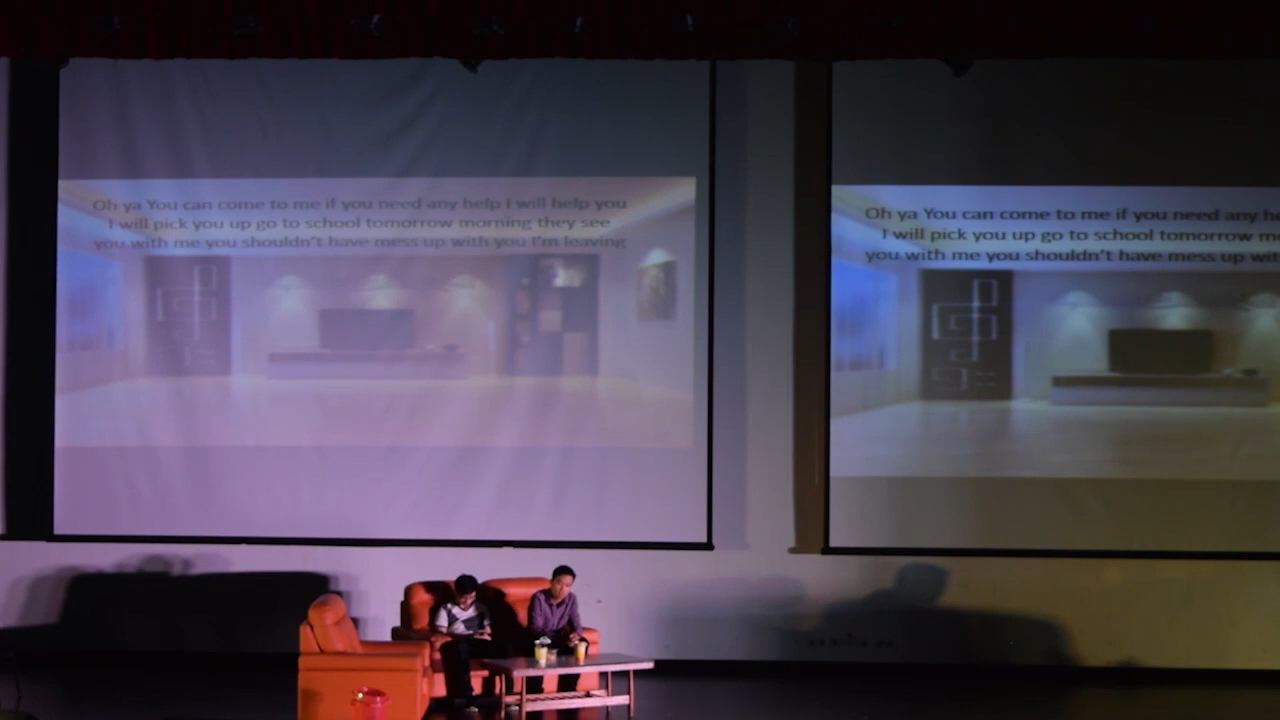 Oh ya You can come to me if you need any help I will help you
I will pick you up go to school tomorrow morning they see
you with me you shouldn't have mess up with you I'm leaving
Oh ya You can come to me if you need any he
I will pick you up go to school tomorrow mo
you with me you shouldn't have mess up wit